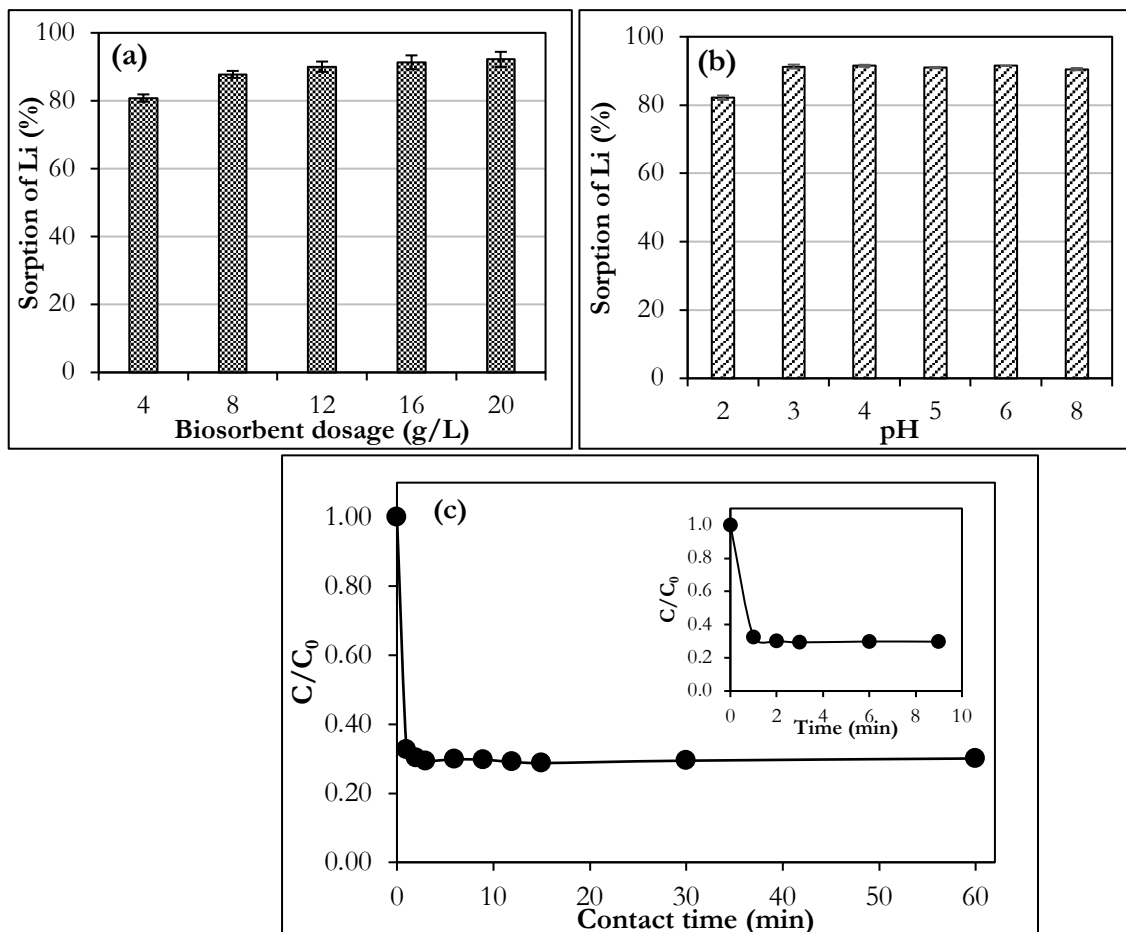 (a)
Sorption of Li (%)
100
80
60
40
20
0
4 8 12 16 20
Biosorbent dosage (g/L)
(b)
Sorption of Li (%)
100
80
60
40
20
0
2 3 4 5 6 8
pH
(c)
C/C0
1.00
0.80
0.60
0.40
0.20
0.00
0 10 20 30 40 50 60
Contact time (min)
C/C0
1.0
0.8
0.6
0.4
0.2
0.0
0 2 4 6 8 10
Time (min)